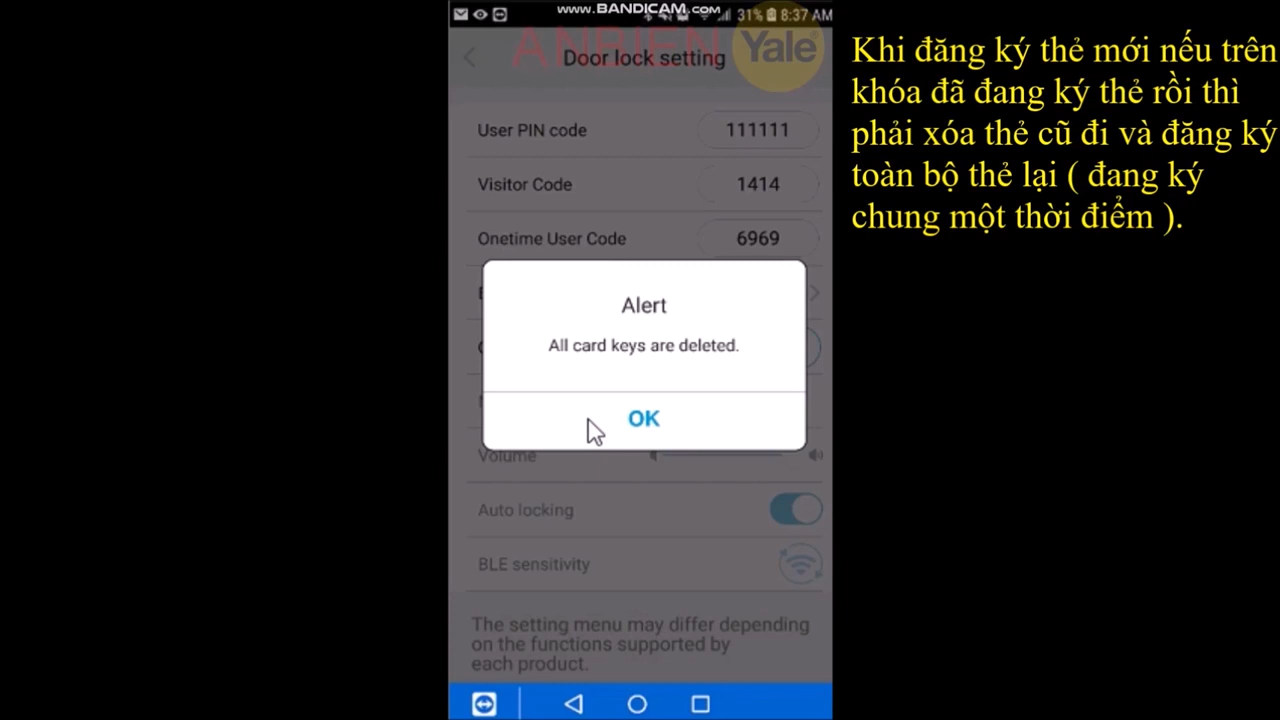 www.BANDICAM.com
31% 8:37 AM
ANBIEN
Yale
Door lock setting
User PIN code 111111
Visitor Code 1414
Onetime User Code 6969
Alert
All card keys are deleted.
OK
Volume
Auto locking
BLE sensitivity
The setting menu may differ depending
on the functions supported by
each product.
Khi đăng ký thẻ mới nếu trên
khóa đã đang ký thẻ rồi thì
phải xóa thẻ cũ đi và đăng ký
toàn bộ thẻ lại ( đang ký
chung một thời điểm ).